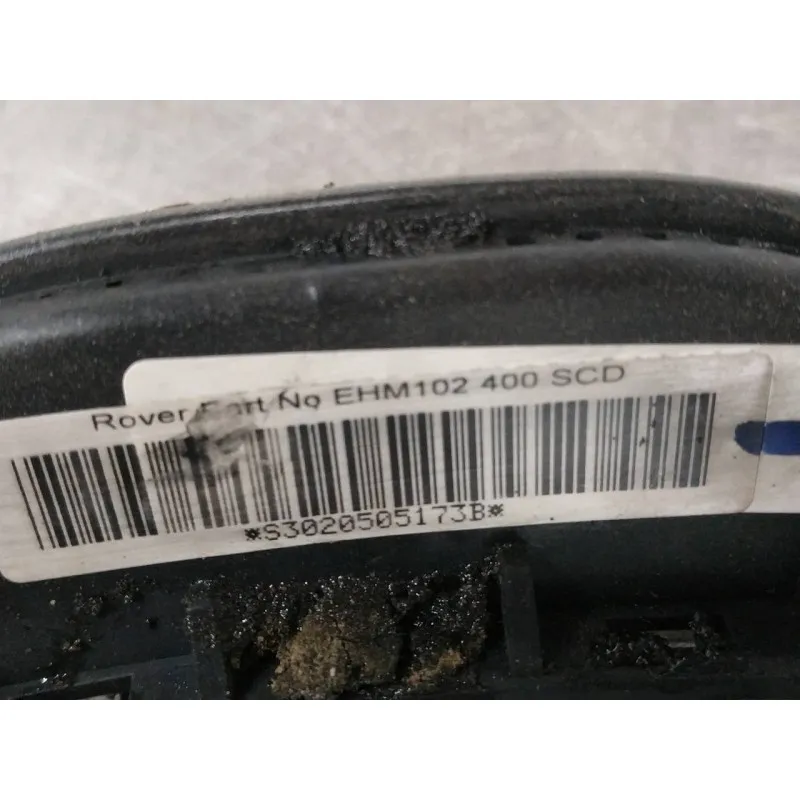 Rover Part No EHM102 400 SCD
*S3020505173B*